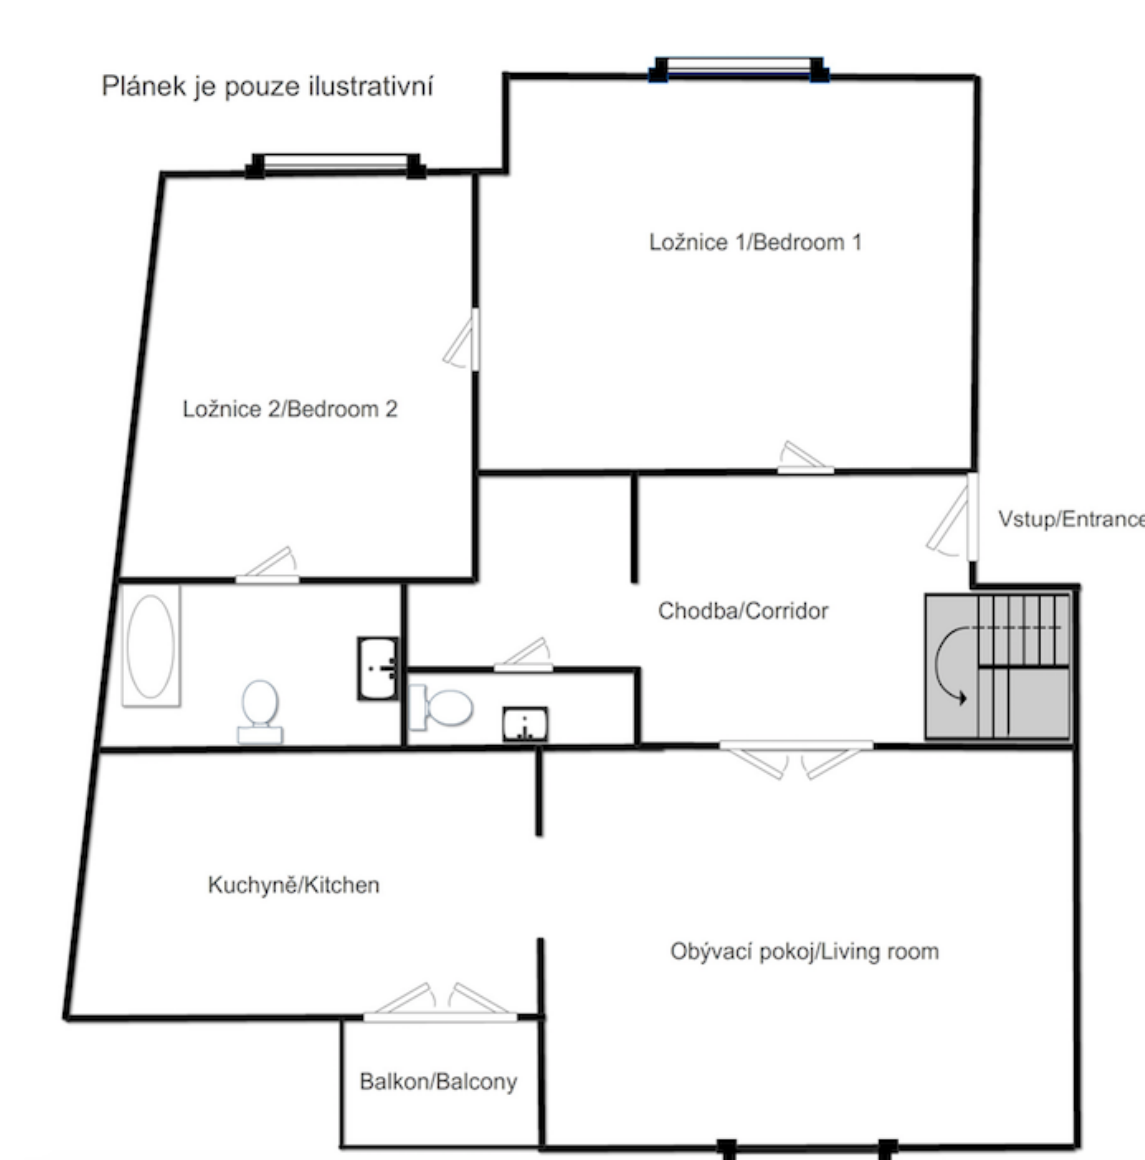 Plánek je pouze ilustrativní
Ložnice 1/Bedroom 1
Ložnice 2/Bedroom 2
Vstup/Entrance
Chodba/Corridor
Kuchyně/Kitchen
Obývací pokoj/Living room
Balkon/Balcony